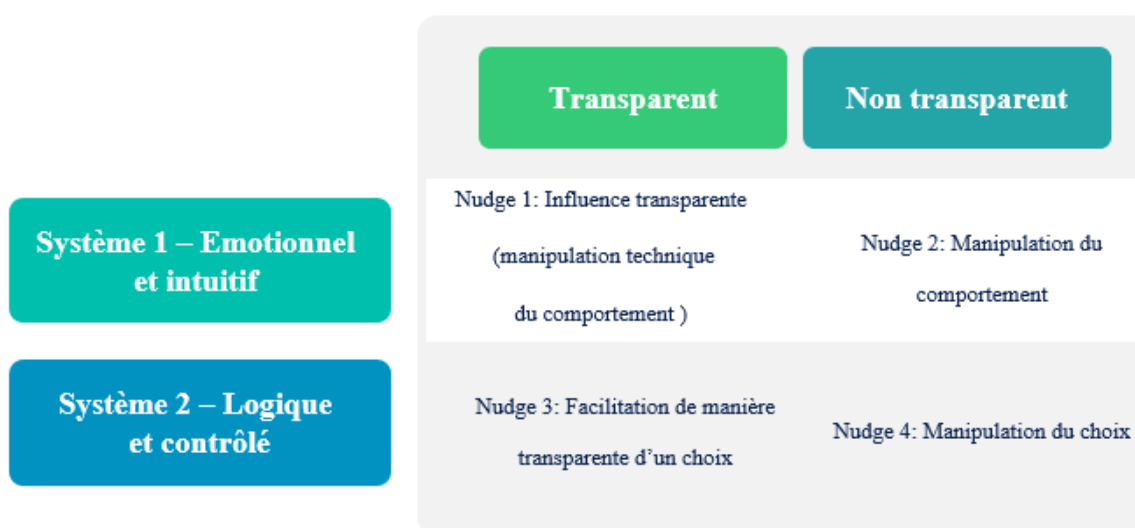 Transparent
Non transparent
Système 1 – Emotionnel
et intuitif
Nudge 1: Influence transparente
(manipulation technique
du comportement )
Nudge 2: Manipulation du
comportement
Système 2 – Logique
et contrôlé
Nudge 3: Facilitation de manière
transparente d’un choix
Nudge 4: Manipulation du choix